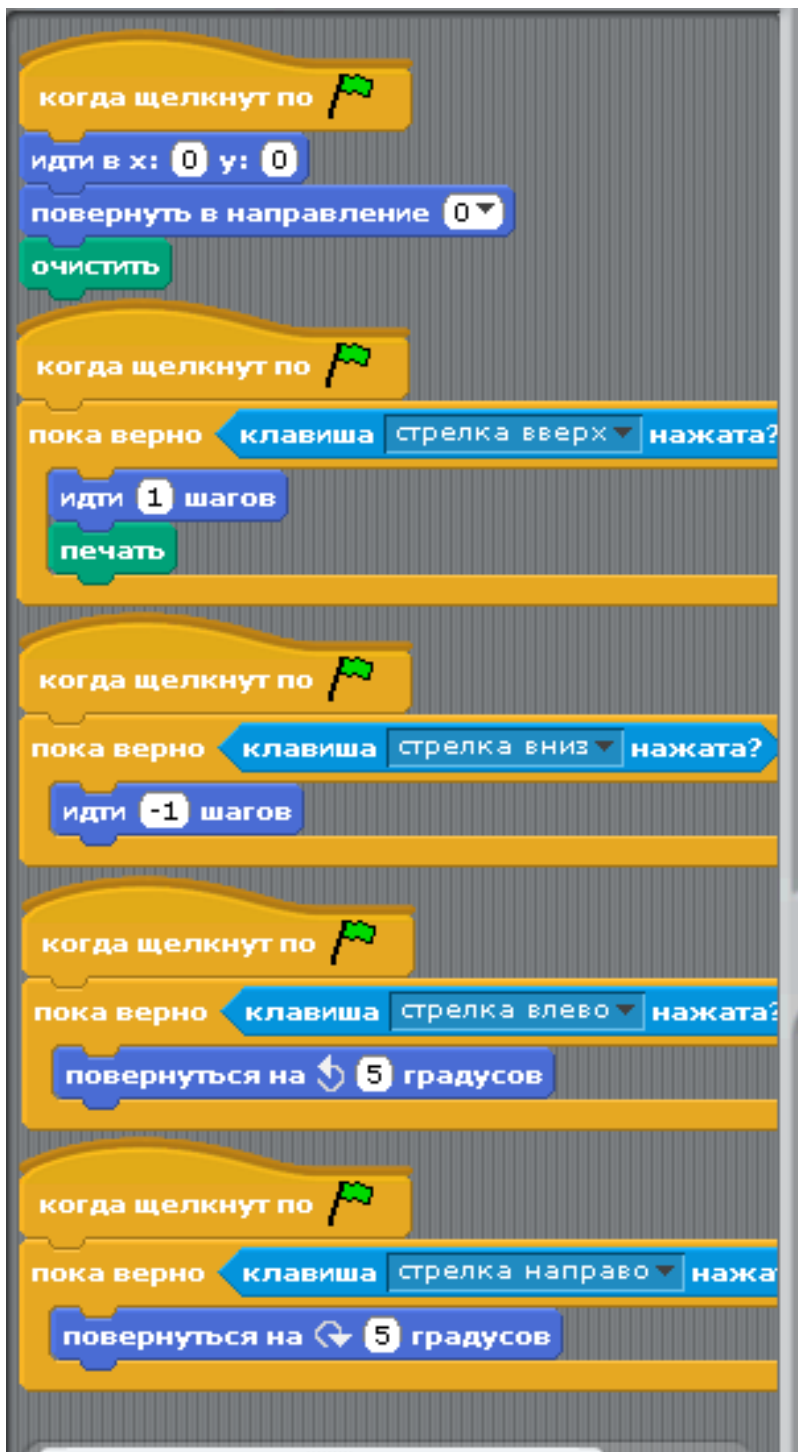 когда щелкнут по
идти в x: 0 y: 0
повернуть в направление 0
очистить
когда щелкнут по
пока верно клавиша стрелка вверх нажата?
идти 1 шагов
печать
когда щелкнут по
пока верно клавиша стрелка вниз нажата?
идти -1 шагов
когда щелкнут по
пока верно клавиша стрелка влево нажата?
повернуться на 5 градусов
когда щелкнут по
пока верно клавиша стрелка направо нажа
повернуться на 5 градусов